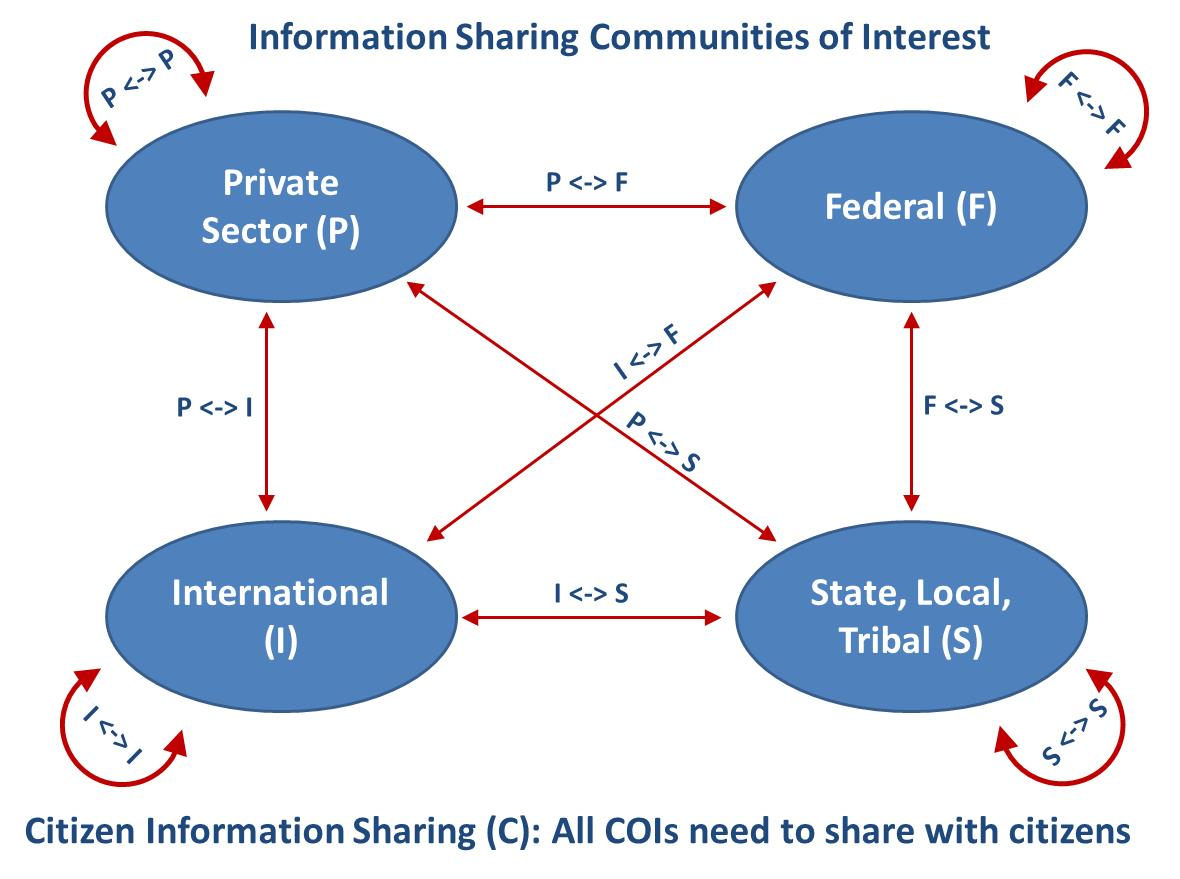 Information Sharing Communities of Interest
P <-> P
F <-> F
Private
Sector (P)
P <-> F
Federal (F)
I <-> F
P <-> I
F <-> S
P <-> S
International
(I)
I <-> S
State, Local,
Tribal (S)
I <-> I
S <-> S
Citizen Information Sharing (C): All COIs need to share with citizens